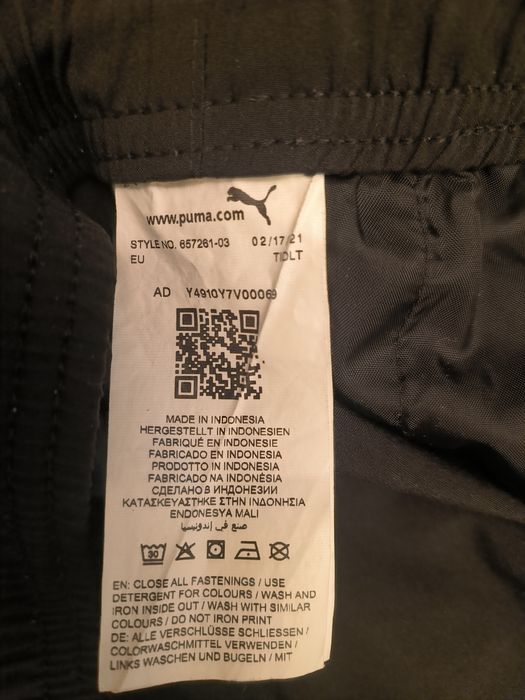 www.puma.com
STYLE NO. 657261-03 02/17/21
EU TIDLT
AD Y4910Y7V00069
MADE IN INDONESIA
HERGESTELLT IN INDONESIEN
FABRIQUÉ EN INDONESIE
FABRICADO EN INDONESIA
PRODOTTO IN INDONESIA
FABRICADO NA INDONÉSIA
СДЕЛАНО В ИНДОНЕЗИИ
ΚΑΤΑΣΚΕΥΑΣΤΗΚΕ ΣΤΗΝ ΙΝΔΟΝΗΣΙΑ
ENDONESYA MALI
صنع في إندونيسيا
30
EN: CLOSE ALL FASTENINGS / USE
DETERGENT FOR COLOURS / WASH AND
IRON INSIDE OUT / WASH WITH SIMILAR
COLOURS / DO NOT IRON PRINT
DE: ALLE VERSCHLÜSSE SCHLIESSEN /
COLORWASCHMITTEL VERWENDEN /
LINKS WASCHEN UND BUGELN / MIT